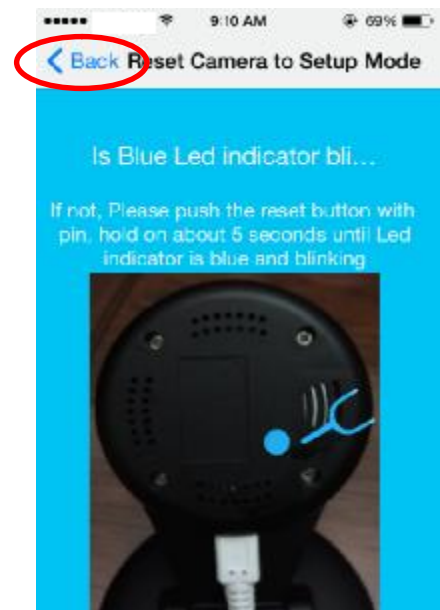 9:10 AM 69%
Back Reset Camera to Setup Mode
Is Blue Led indicator bli...
If not, Please push the reset button with
pin, hold on about 5 seconds until Led
indicator is blue and blinking